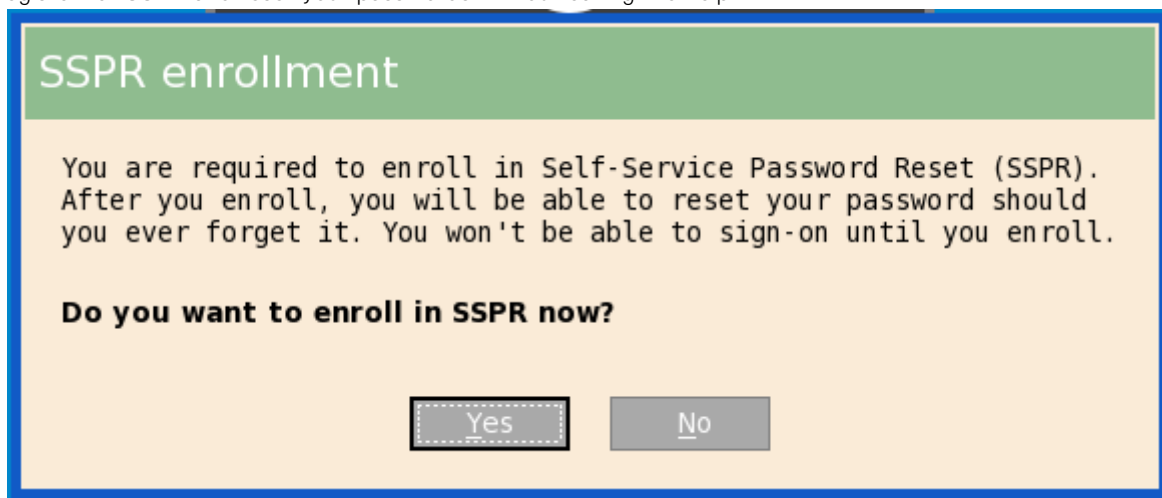 SSPR enrollment
You are required to enroll in Self-Service Password Reset (SSPR).
After you enroll, you will be able to reset your password should
you ever forget it. You won't be able to sign-on until you enroll.
Do you want to enroll in SSPR now?
Yes No